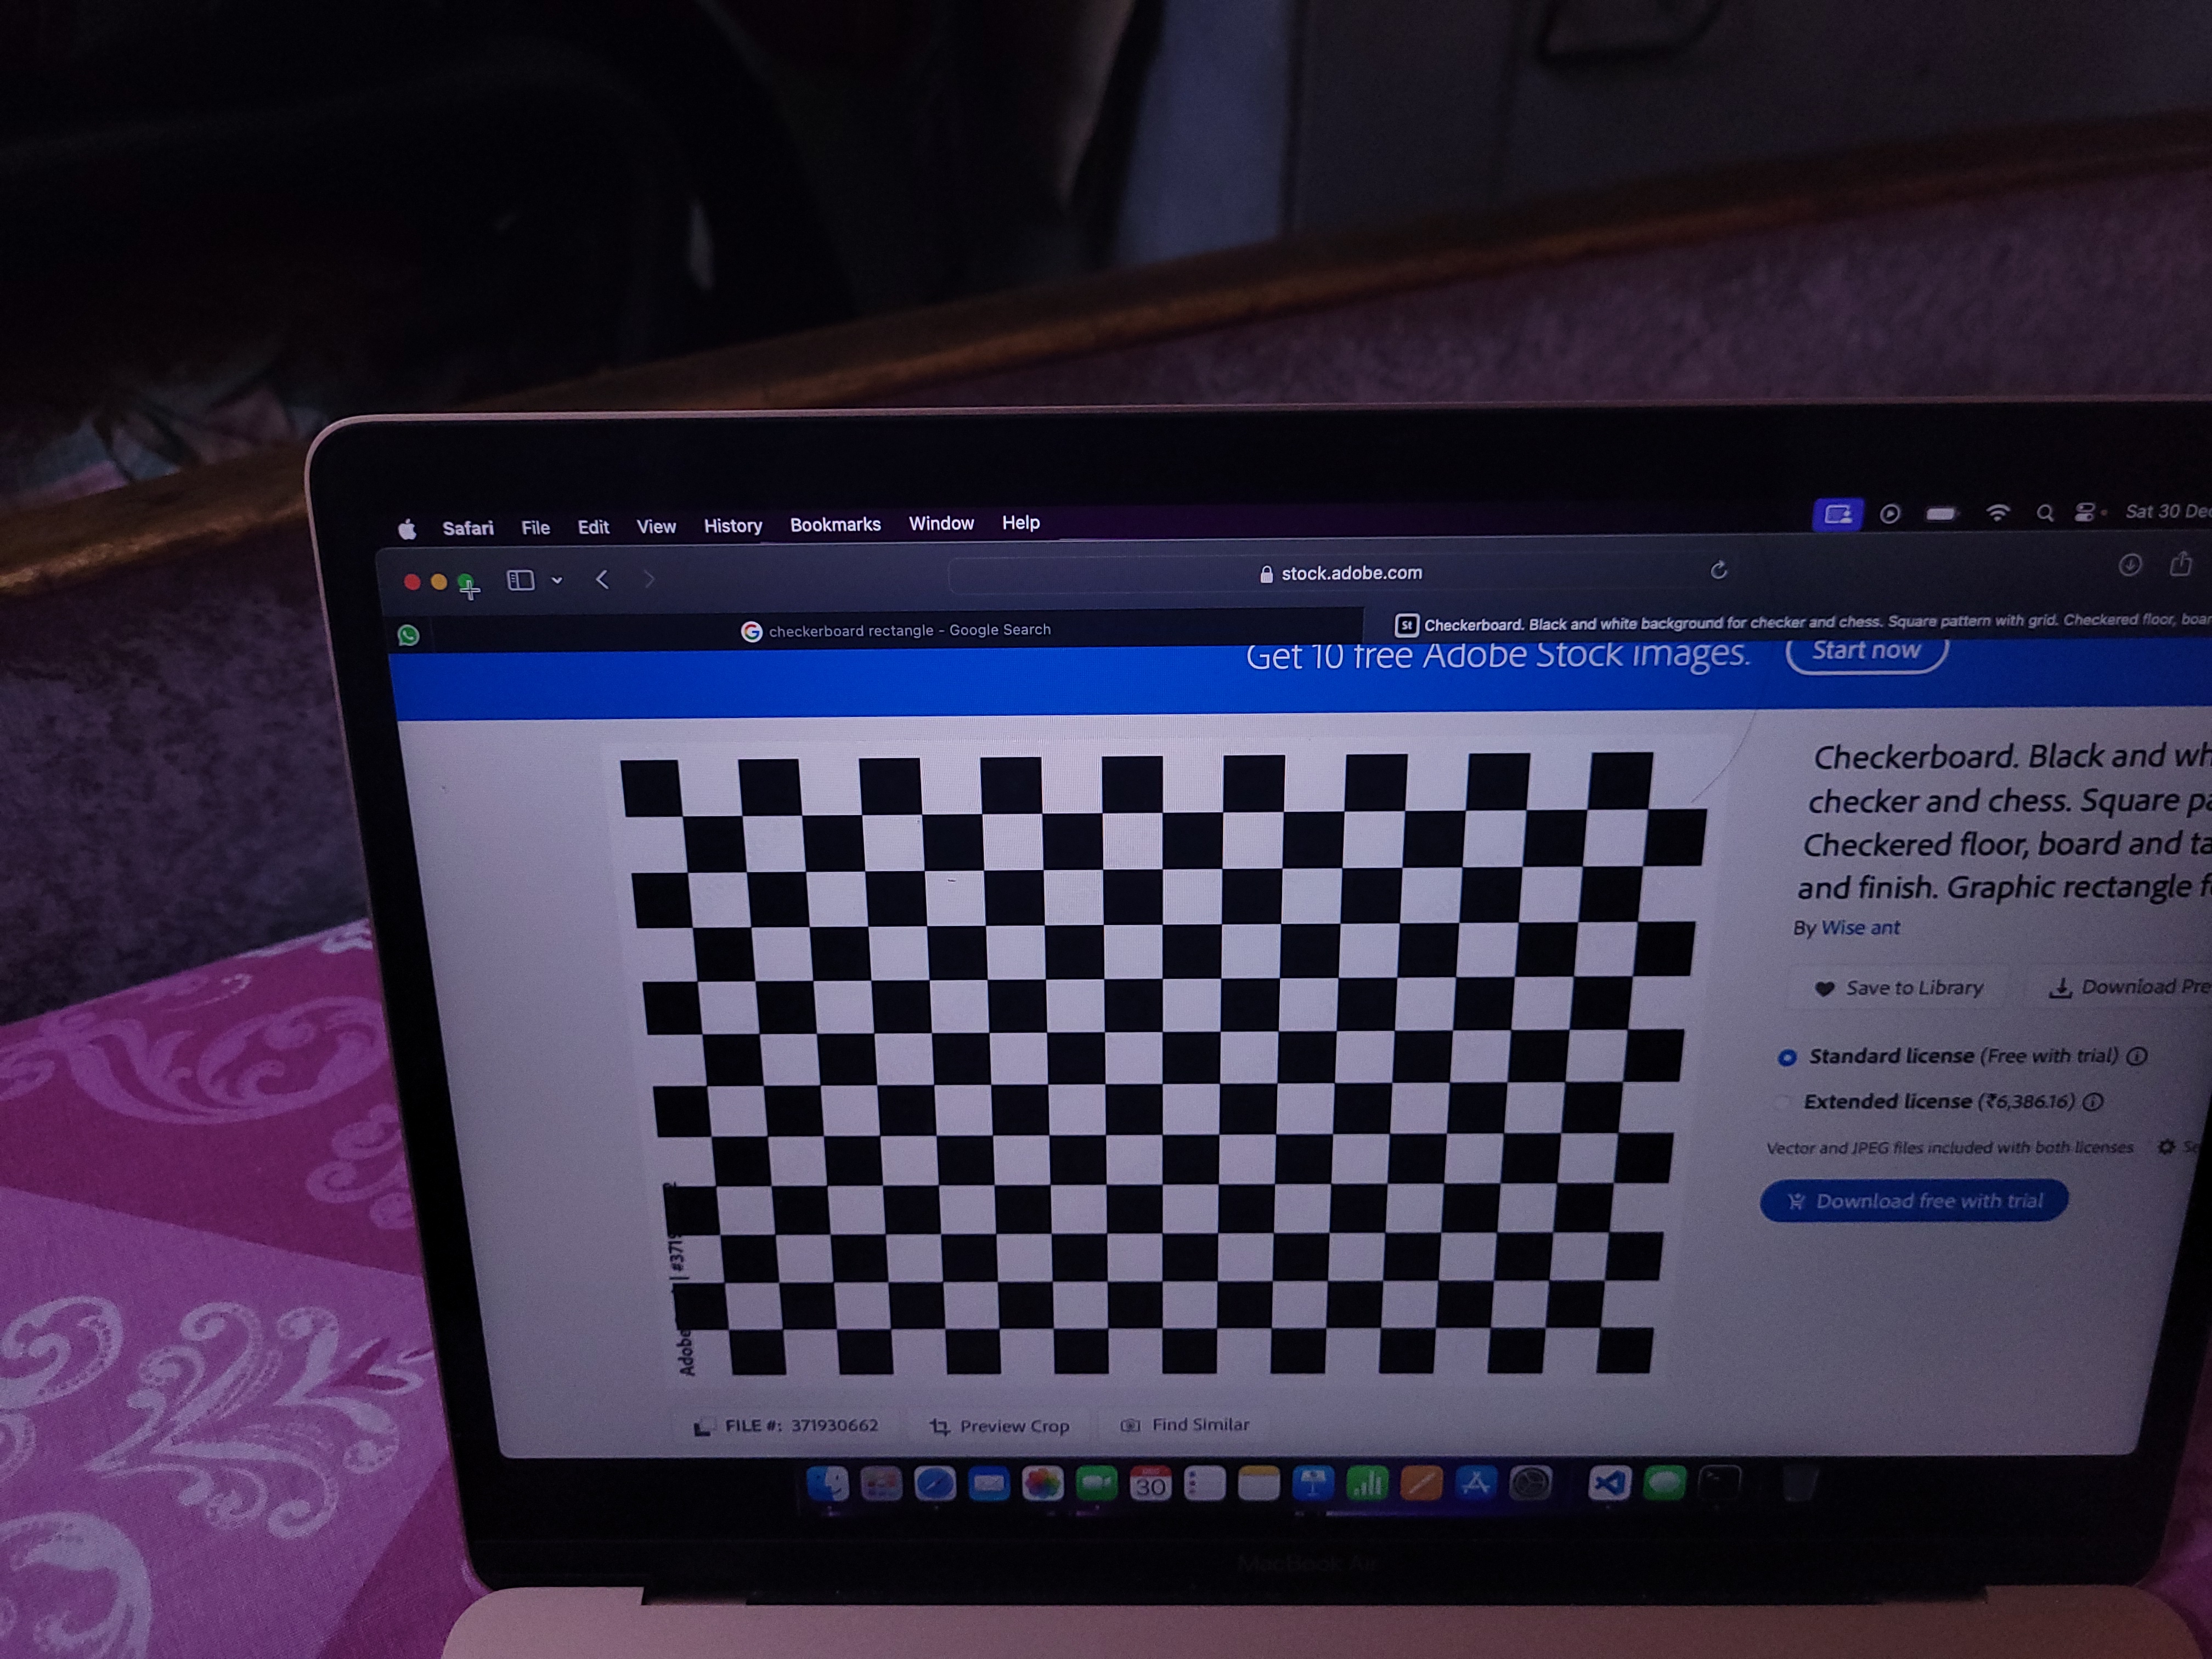 Safari File Edit View History Bookmarks Window Help Sat 30 Dec
stock.adobe.com
checkerboard rectangle - Google Search
St Checkerboard. Black and white background for checker and chess. Square pattern with grid. Checkered floor, boar
Get 10 free Adobe Stock images. Start now
Checkerboard. Black and wh
checker and chess. Square pa
Checkered floor, board and ta
and finish. Graphic rectangle f
By Wise ant
Save to Library Download Pre
Standard license (Free with trial)
Extended license (₹6,386.16)
Vector and JPEG files included with both licenses Se
Download free with trial
Adobe | #371
FILE #: 371930662 Preview Crop Find Similar
30
MacBook Air